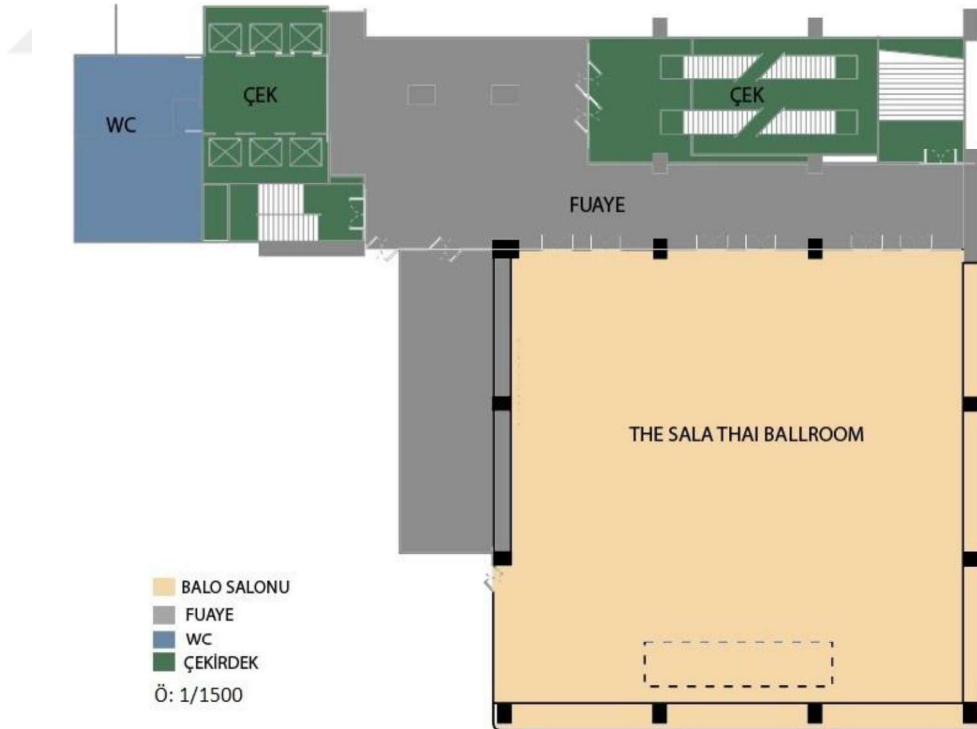 ÇEK
WC
ÇEK
FUAYE
THE SALA THAI BALLROOM
BALO SALONU
FUAYE
WC
ÇEKİRDEK
Ö: 1/1500